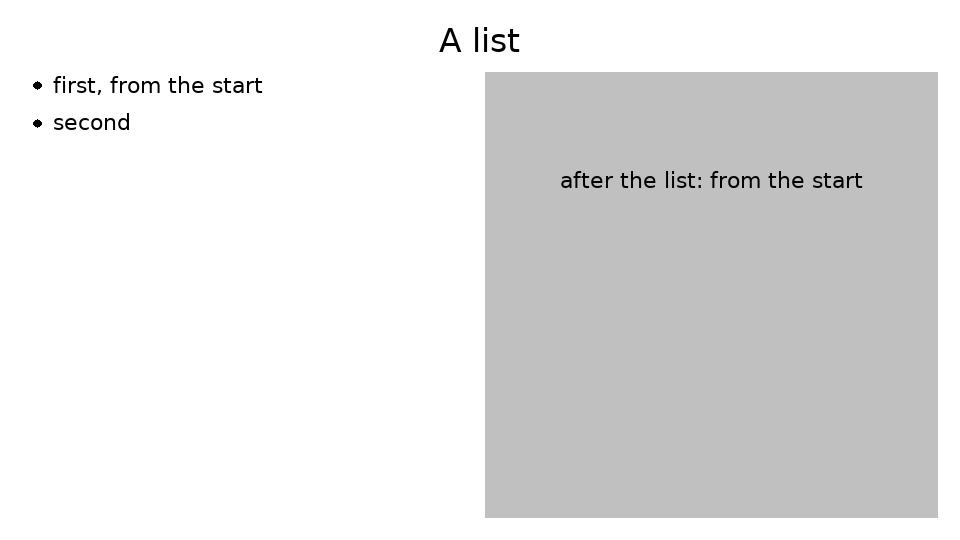 A list
first, from the start
second
after the list: from the start